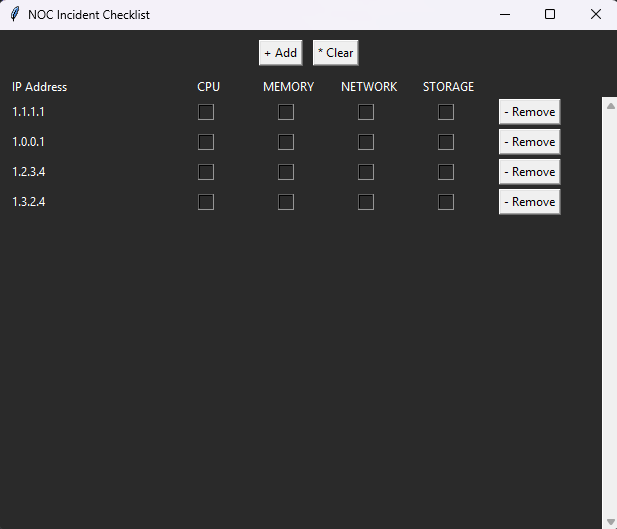 NOC Incident Checklist
+ Add * Clear
IP Address CPU MEMORY NETWORK STORAGE
1.1.1.1 - Remove
1.0.0.1 - Remove
1.2.3.4 - Remove
1.3.2.4 - Remove